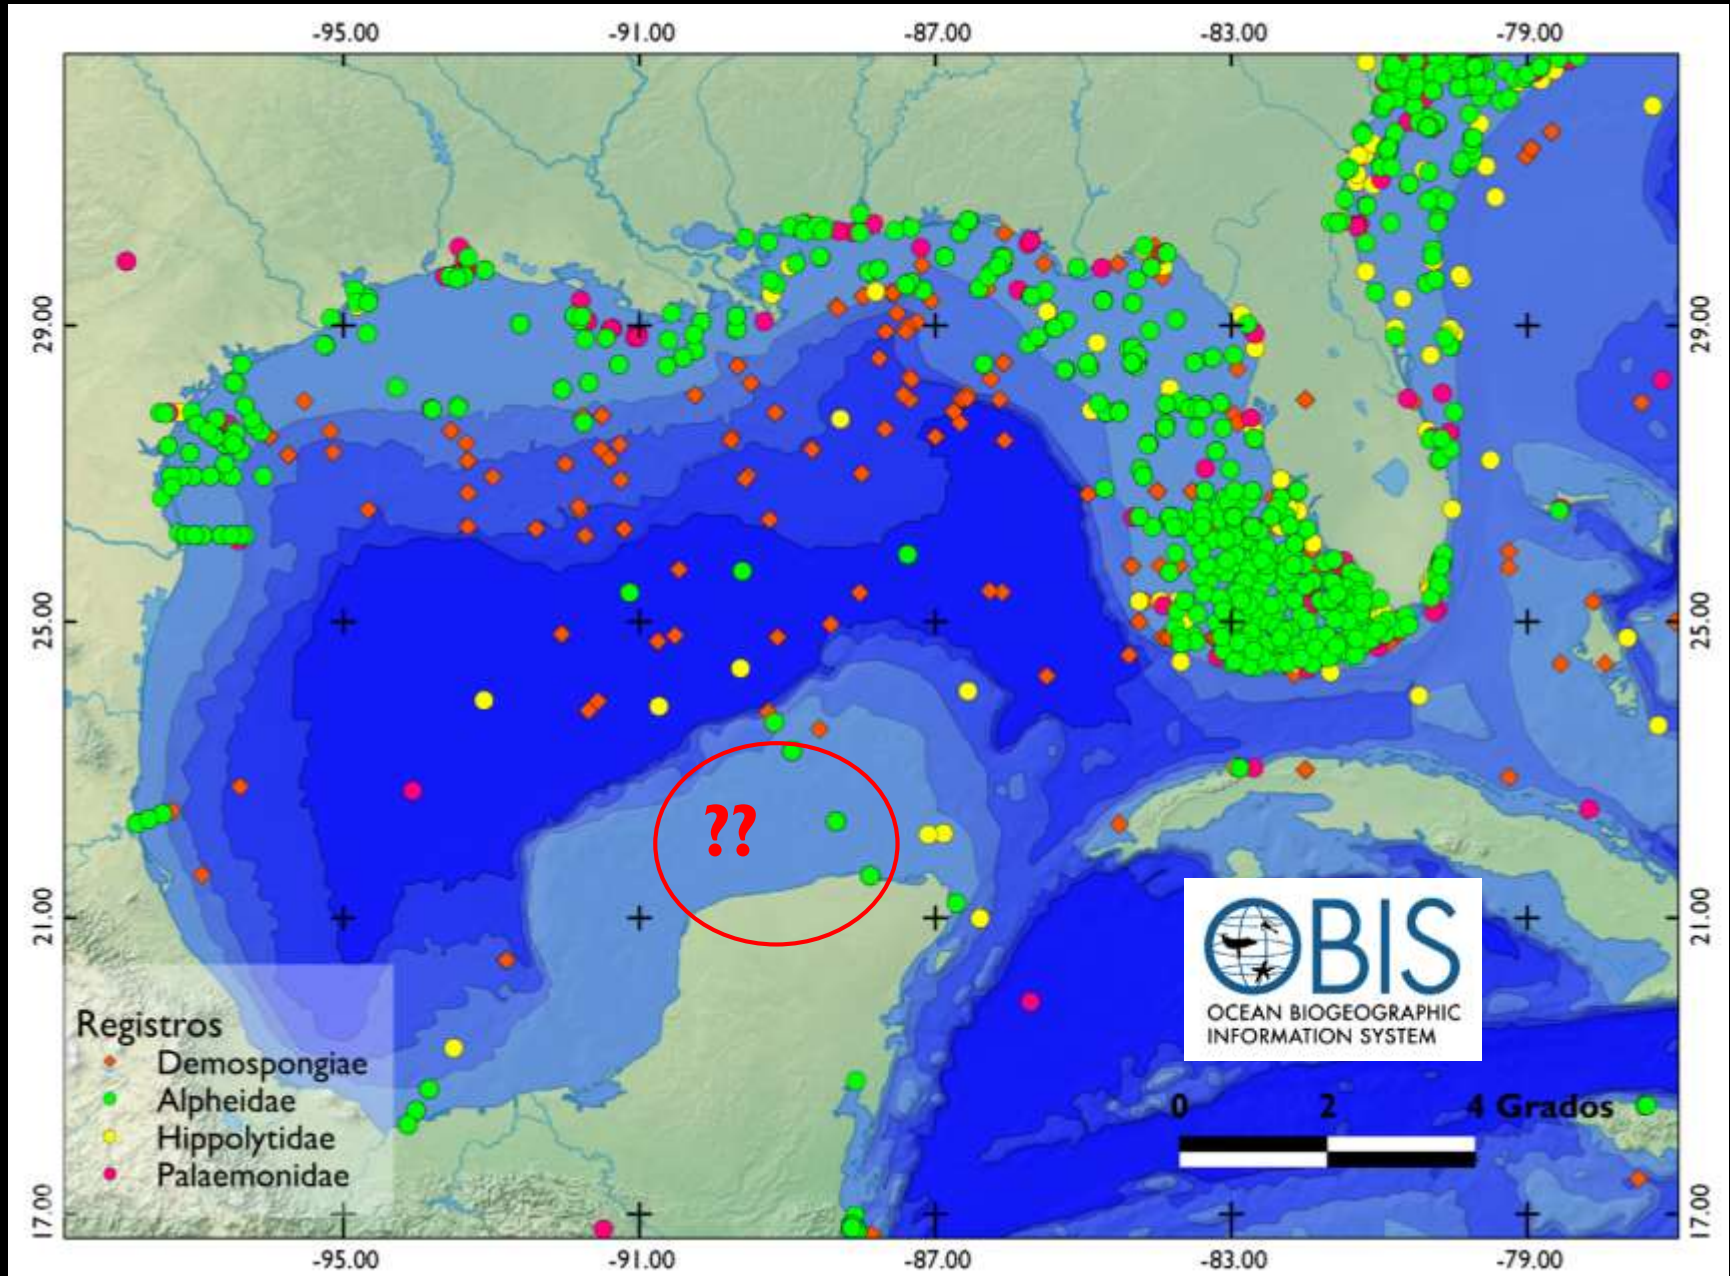 -95.00 -91.00 -87.00 -83.00 -79.00
29.00 29.00
25.00 25.00
??
21.00 21.00
OBIS
OCEAN BIOGEOGRAPHIC
INFORMATION SYSTEM
Registros
Demospongiae
Alpheidae
Hippolytidae
Palaemonidae
0 2 4 Grados
17.00 17.00
-95.00 -91.00 -87.00 -83.00 -79.00